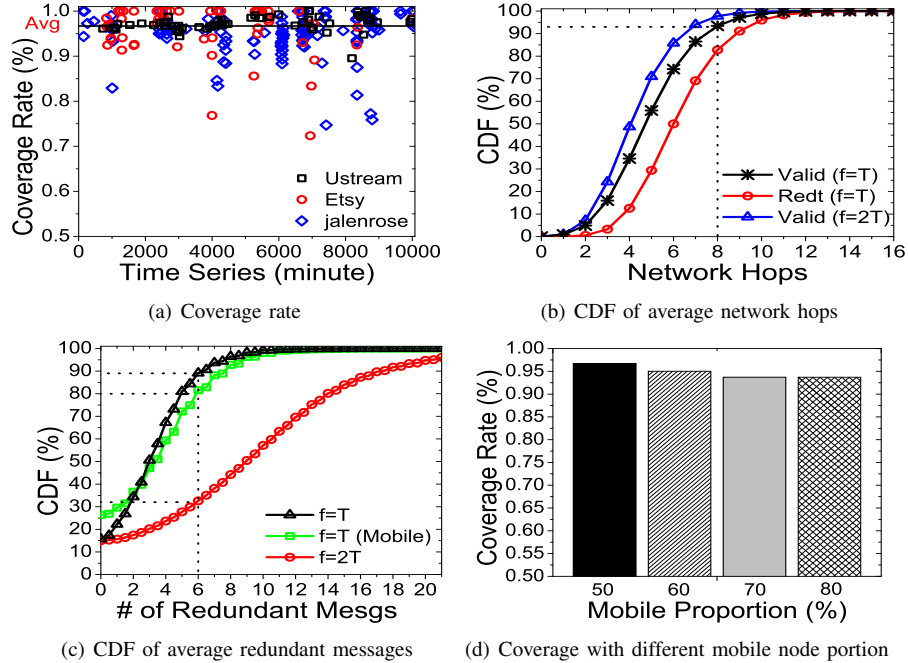 1.0
Avg
0.9
0.8
0.7
0.6
0.5
Coverage Rate (%)
Ustream
Etsy
jalenrose
0 2000 4000 6000 8000 10000
Time Series (minute)
(a) Coverage rate
100
90
80
70
60
50
40
30
20
10
0
CDF (%)
Valid (f=T)
Redt (f=T)
Valid (f=2T)
0 2 4 6 8 10 12 14 16
Network Hops
(b) CDF of average network hops
100
90
80
70
60
50
40
30
20
10
0
CDF (%)
f=T
f=T (Mobile)
f=2T
0 2 4 6 8 10 12 14 16 18 20
# of Redundant Mesgs
(c) CDF of average redundant messages
1.00
0.95
0.90
0.85
0.80
0.75
0.70
0.65
0.60
0.55
0.50
Coverage Rate (%)
50 60 70 80
Mobile Proportion (%)
(d) Coverage with different mobile node portion